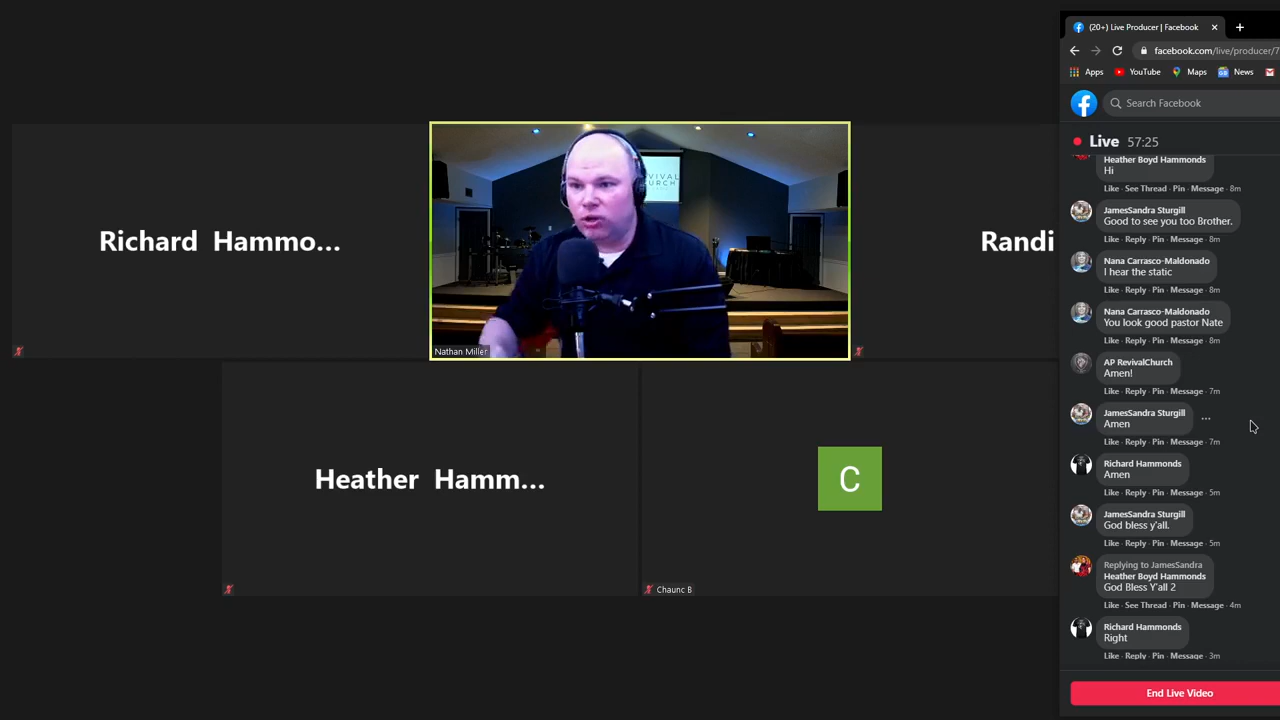 (20+) Live Producer | Facebook
facebook.com/live/producer/7
Apps
YouTube
Maps
News
Search Facebook
Live 57:25
Heather Boyd Hammonds
Hi
Like · See Thread · Pin · Message · 8m
JamesSandra Sturgill
Good to see you too Brother.
Like · Reply · Pin · Message · 8m
Nana Carrasco-Maldonado
I hear the static
Like · Reply · Pin · Message · 8m
Nana Carrasco-Maldonado
You look good pastor Nate
Like · Reply · Pin · Message · 8m
AP RevivalChurch
Amen!
Like · Reply · Pin · Message · 7m
JamesSandra Sturgill
Amen
Like · Reply · Pin · Message · 7m
Richard Hammonds
Amen
Like · Reply · Pin · Message · 5m
JamesSandra Sturgill
God bless y'all.
Like · Reply · Pin · Message · 5m
Replying to JamesSandra
Heather Boyd Hammonds
God Bless Y'all 2
Like · See Thread · Pin · Message · 4m
Richard Hammonds
Right
Like · Reply · Pin · Message · 3m
End Live Video
Richard Hammo...
VIVAL
HURCH
Nathan Miller
Randi
Heather Hamm...
C
Chaunc B